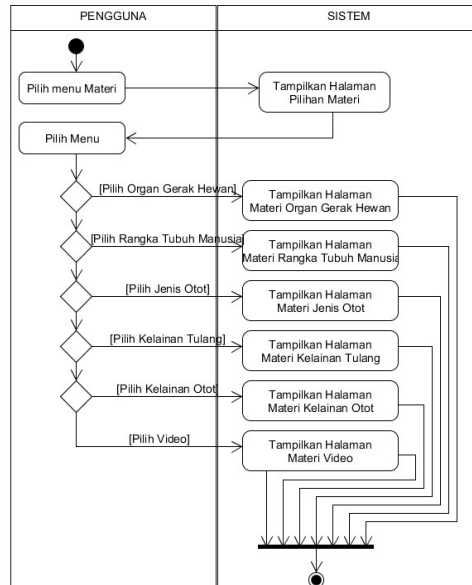 PENGGUNA
SISTEM
Pilih menu Materi
Tampilkan Halaman
Pilihan Materi
Pilih Menu
[Pilih Organ Gerak Hewan]
Tampilkan Halaman
Materi Organ Gerak Hewan
[Pilih Rangka Tubuh Manusia]
Tampilkan Halaman
Materi Rangka Tubuh Manusia
[Pilih Jenis Otot]
Tampilkan Halaman
Materi Jenis Otot
[Pilih Kelainan Tulang]
Tampilkan Halaman
Materi Kelainan Tulang
[Pilih Kelainan Otot]
Tampilkan Halaman
Materi Kelainan Otot
[Pilih Video]
Tampilkan Halaman
Materi Video